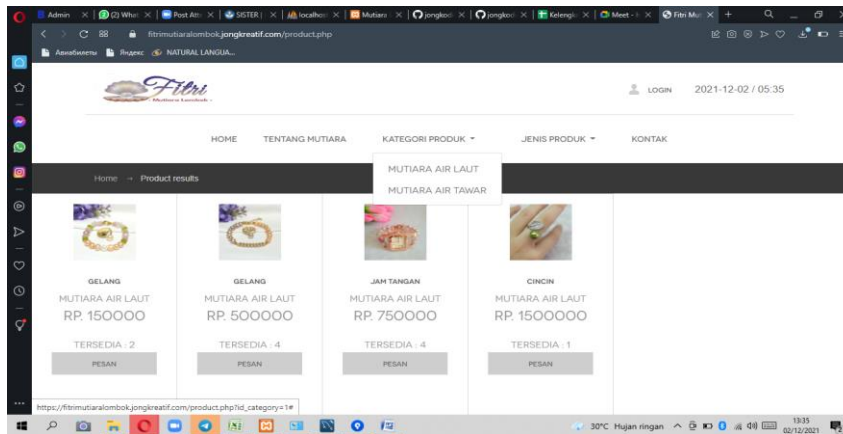 Admin
(2) What
Post Att
SISTER |
localhos
Mutiara
jongkod
jongkod
Kelengk
Meet - l
Fitri Mut
fitrimutiaralombok.jongkreatif.com/product.php
Авиабилеты Яндекс NATURAL LANGUA...
Fitri
Mutiara Lombok
LOGIN 2021-12-02 / 05:35
HOME TENTANG MUTIARA KATEGORI PRODUK JENIS PRODUK KONTAK
MUTIARA AIR LAUT
MUTIARA AIR TAWAR
Home → Product results
GELANG GELANG JAM TANGAN CINCIN
MUTIARA AIR LAUT MUTIARA AIR LAUT MUTIARA AIR LAUT MUTIARA AIR LAUT
RP. 150000 RP. 500000 RP. 750000 RP. 1500000
TERSEDIA : 2 TERSEDIA : 4 TERSEDIA : 4 TERSEDIA : 1
PESAN PESAN PESAN PESAN
https://fitrimutiaralombok.jongkreatif.com/product.php?id_category=1#
30°C Hujan ringan 13:35
02/12/2021